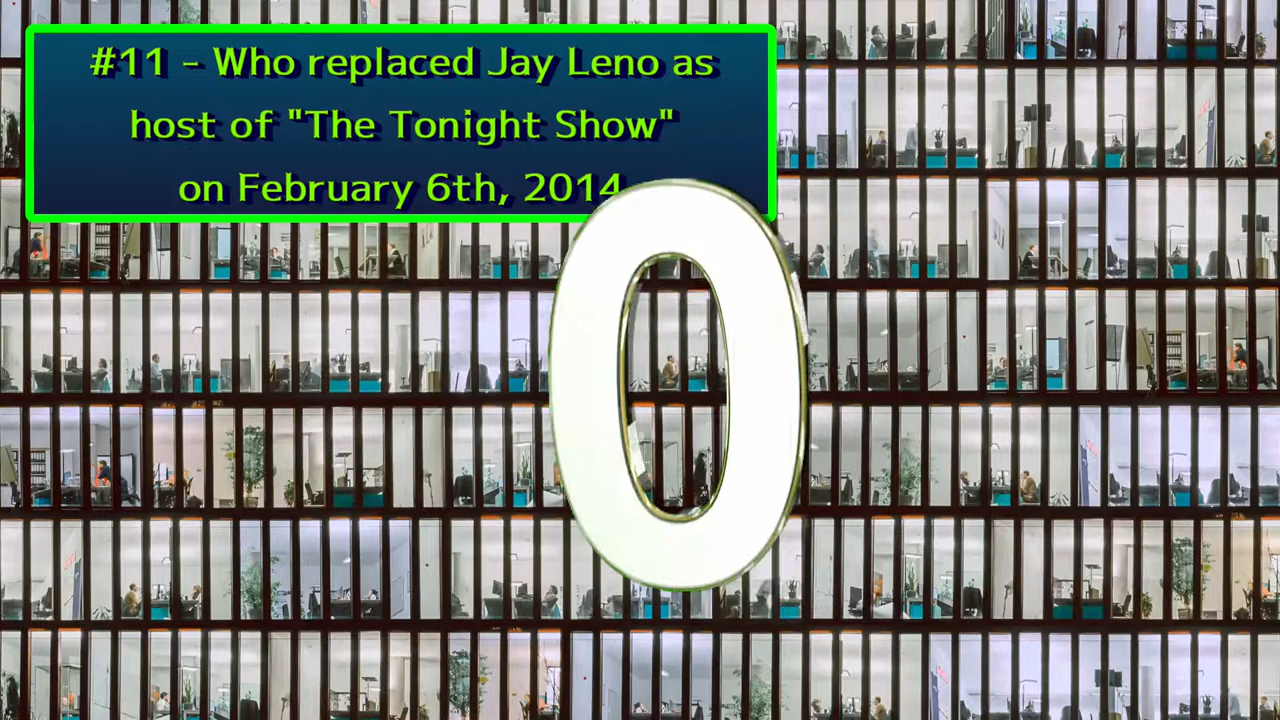 #11 - Who replaced Jay Leno as
host of "The Tonight Show"
on February 6th, 2014
0